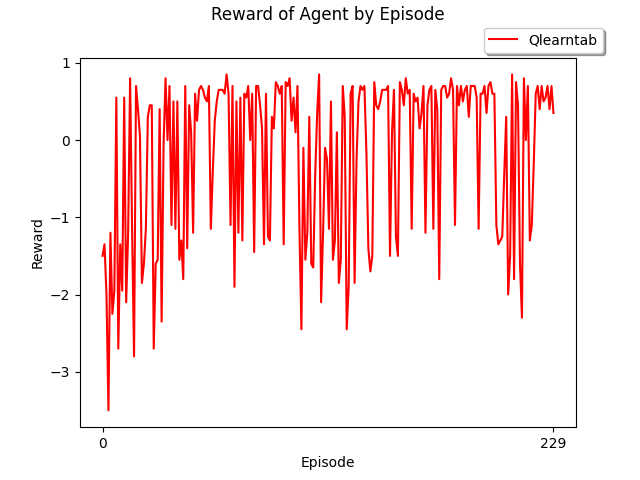 Reward of Agent by Episode
Qlearntab
1
0
−1
−2
−3
Reward
0
229
Episode